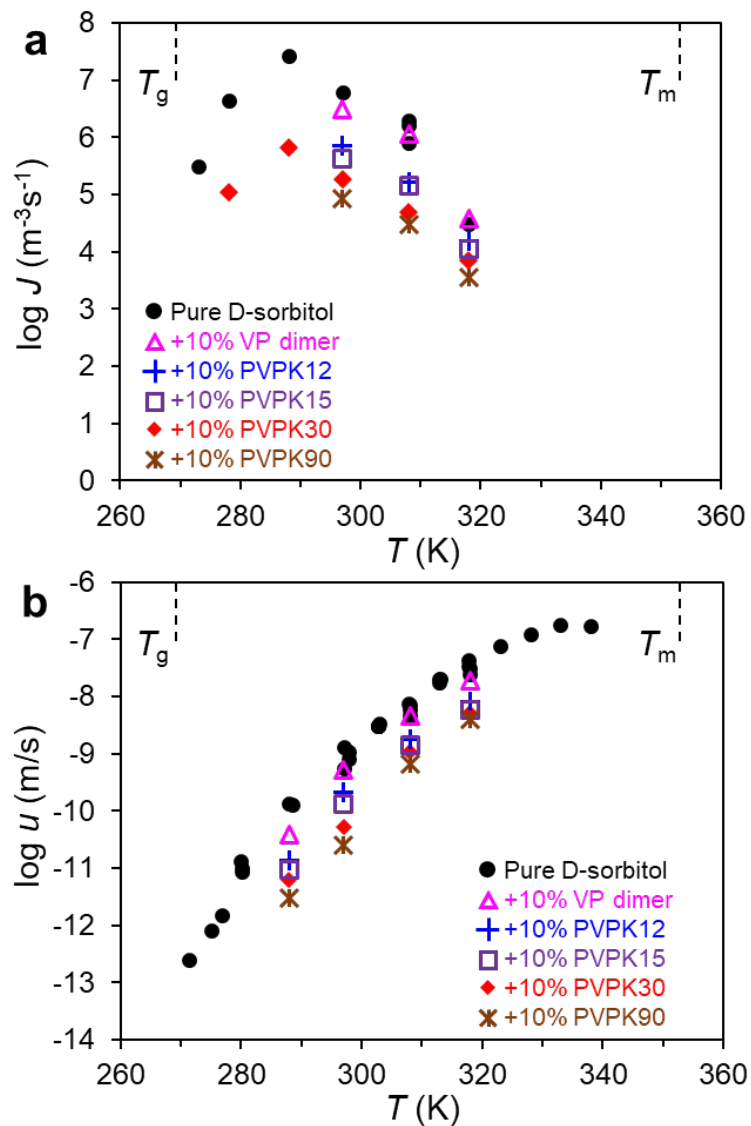 a
8
7
6
5
4
3
2
1
0
log J (m⁻³s⁻¹)
Tg
Tm
Pure D-sorbitol
+10% VP dimer
+10% PVPK12
+10% PVPK15
+10% PVPK30
+10% PVPK90
260 280 300 320 340 360
T (K)
b
-6
-7
-8
-9
-10
-11
-12
-13
-14
log u (m/s)
Tg
Tm
Pure D-sorbitol
+10% VP dimer
+10% PVPK12
+10% PVPK15
+10% PVPK30
+10% PVPK90
260 280 300 320 340 360
T (K)